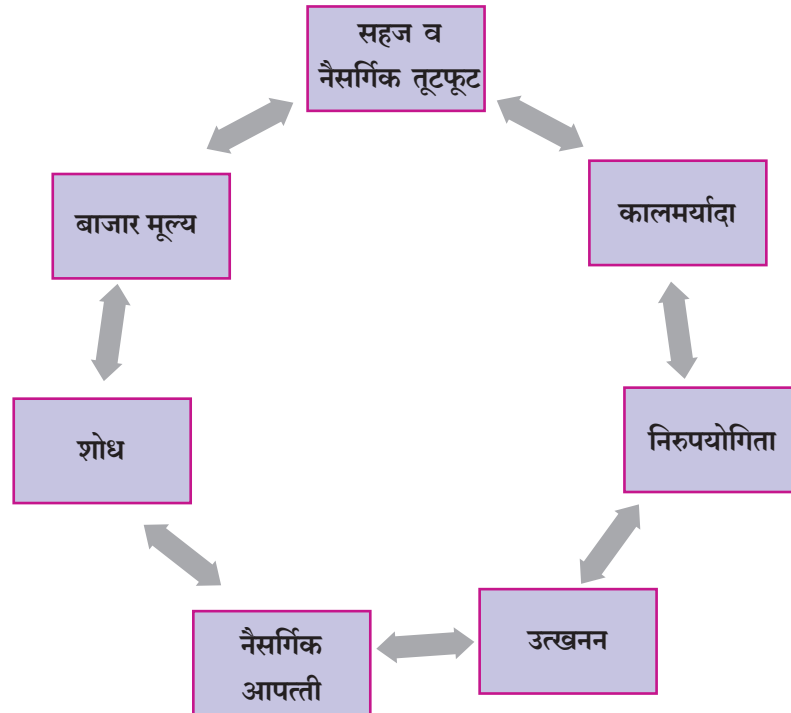 सहज व
नैसर्गिक तूटफूट
कालमर्यादा
निरुपयोगिता
उत्खनन
नैसर्गिक
आपत्ती
शोध
बाजार मूल्य